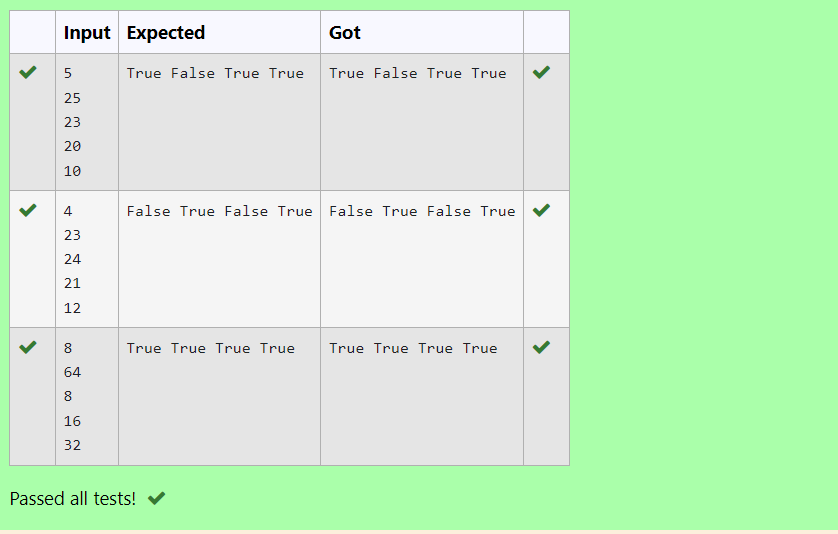 Input Expected Got
5 True False True True True False True True
25
23
20
10
4 False True False True False True False True
23
24
21
12
8 True True True True True True True True
64
8
16
32
Passed all tests!